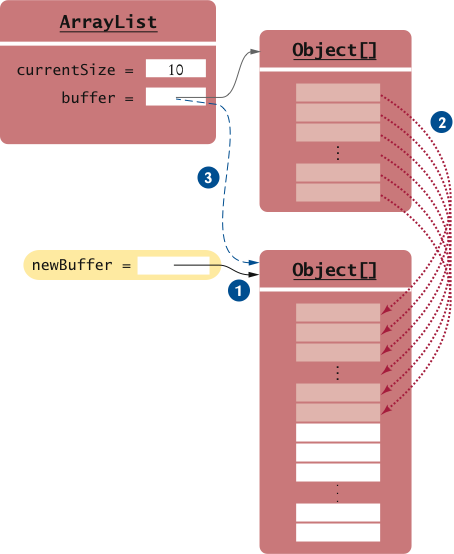 ArrayList
currentSize = 10
buffer =
Object[]
2
3
newBuffer =
1
Object[]